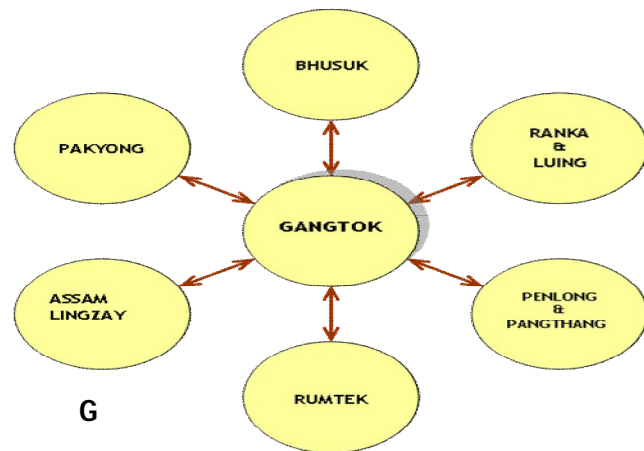 BHUSUK
PAKYONG
RANKA
&
LUING
GANGTOK
ASSAM
LINGZAY
PENLONG
&
PANGTHANG
RUMTEK
G